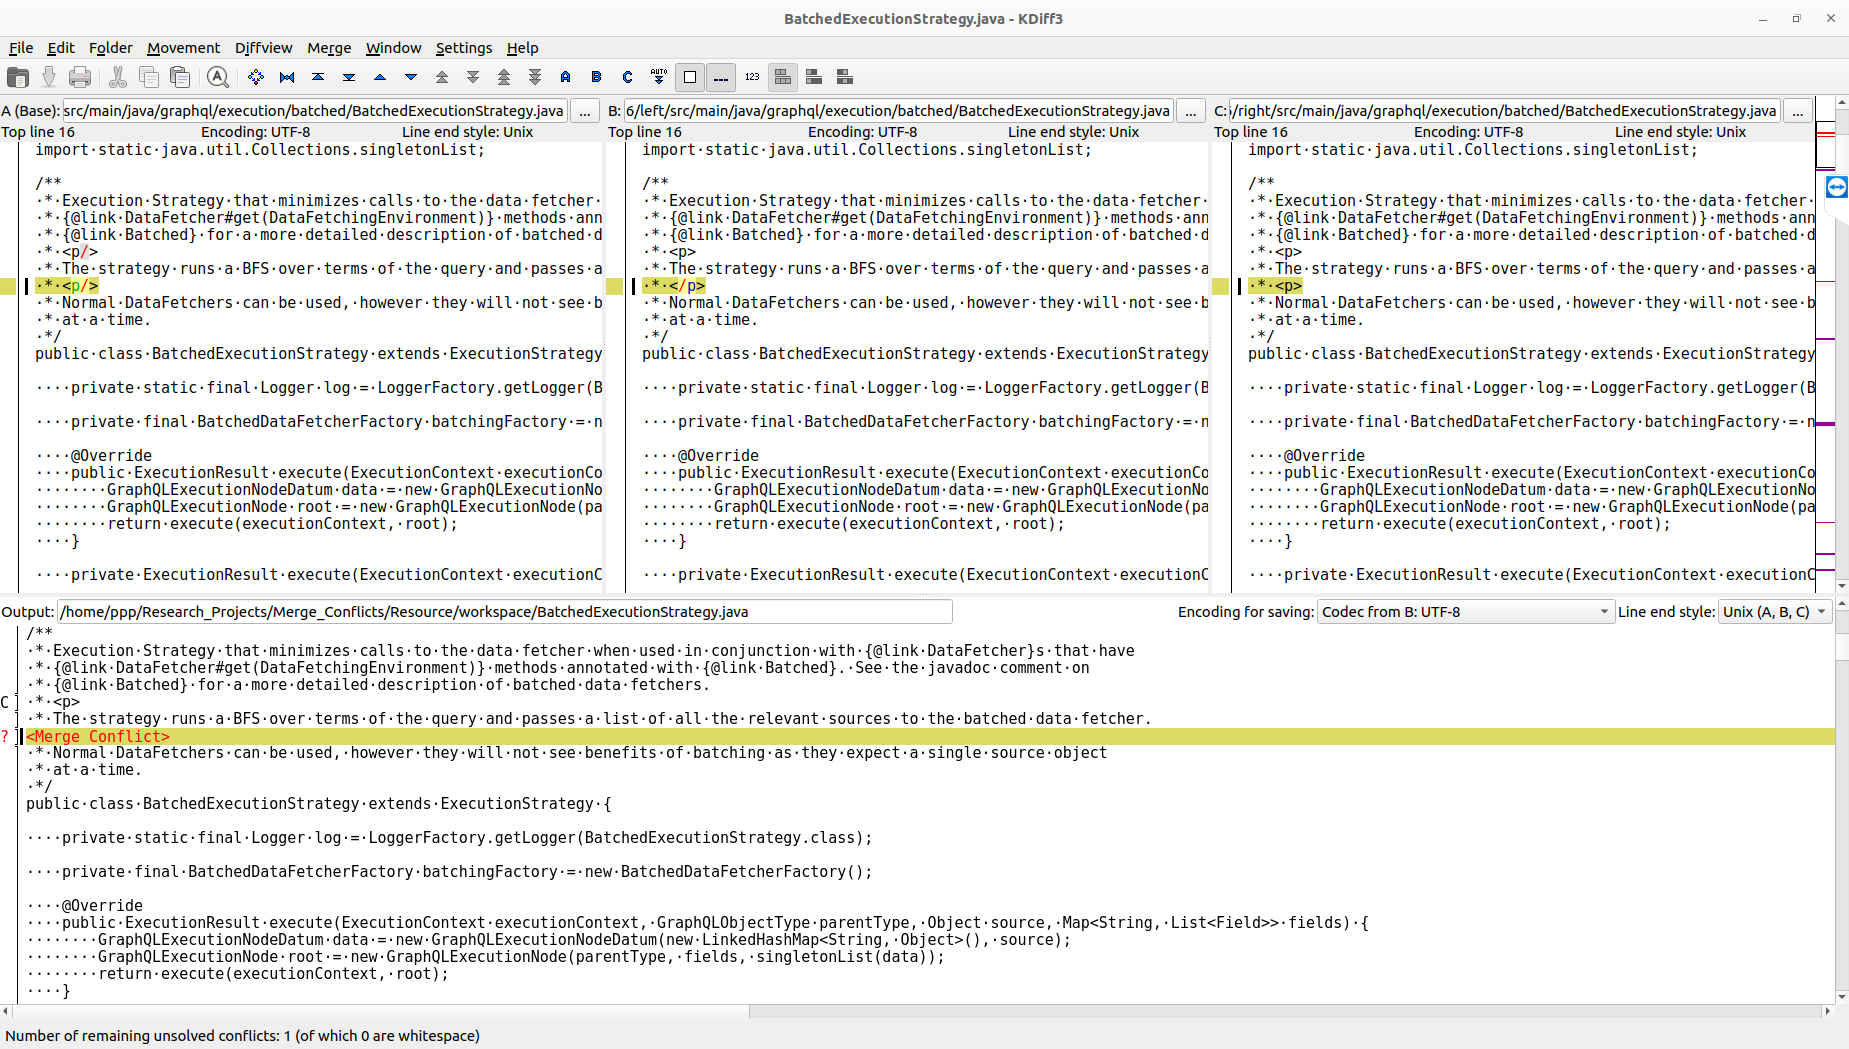 BatchedExecutionStrategy.java - KDiff3
File Edit Folder Movement Diffview Merge Window Settings Help
A B C AUTO 123
A (Base): src/main/java/graphql/execution/batched/BatchedExecutionStrategy.java ...
Top line 16 Encoding: UTF-8 Line end style: Unix
import·static·java.util.Collections.singletonList;
/**
·*·Execution·Strategy·that·minimizes·calls·to·the·data·fetcher·
·*·{@link·DataFetcher#get(DataFetchingEnvironment)}·methods·ann
·*·{@link·Batched}·for·a·more·detailed·description·of·batched·d
·*·<p/>
·*·The·strategy·runs·a·BFS·over·terms·of·the·query·and·passes·a
·*·<p/>
·*·Normal·DataFetchers·can·be·used,·however·they·will·not·see·b
·*·at·a·time.
·*/
public·class·BatchedExecutionStrategy·extends·ExecutionStrategy
····private·static·final·Logger·log·=·LoggerFactory.getLogger(B
····private·final·BatchedDataFetcherFactory·batchingFactory·=·n
····@Override
····public·ExecutionResult·execute(ExecutionContext·executionCo
········GraphQLExecutionNodeDatum·data·=·new·GraphQLExecutionNo
········GraphQLExecutionNode·root·=·new·GraphQLExecutionNode(pa
········return·execute(executionContext,·root);
····}
····private·ExecutionResult·execute(ExecutionContext·executionC
B: 6/left/src/main/java/graphql/execution/batched/BatchedExecutionStrategy.java ...
Top line 16 Encoding: UTF-8 Line end style: Unix
import·static·java.util.Collections.singletonList;
/**
·*·Execution·Strategy·that·minimizes·calls·to·the·data·fetcher·
·*·{@link·DataFetcher#get(DataFetchingEnvironment)}·methods·ann
·*·{@link·Batched}·for·a·more·detailed·description·of·batched·d
·*·<p>
·*·The·strategy·runs·a·BFS·over·terms·of·the·query·and·passes·a
·*·</p>
·*·Normal·DataFetchers·can·be·used,·however·they·will·not·see·b
·*·at·a·time.
·*/
public·class·BatchedExecutionStrategy·extends·ExecutionStrategy
····private·static·final·Logger·log·=·LoggerFactory.getLogger(B
····private·final·BatchedDataFetcherFactory·batchingFactory·=·n
····@Override
····public·ExecutionResult·execute(ExecutionContext·executionCo
········GraphQLExecutionNodeDatum·data·=·new·GraphQLExecutionNo
········GraphQLExecutionNode·root·=·new·GraphQLExecutionNode(pa
········return·execute(executionContext,·root);
····}
····private·ExecutionResult·execute(ExecutionContext·executionC
C: /right/src/main/java/graphql/execution/batched/BatchedExecutionStrategy.java ...
Top line 16 Encoding: UTF-8 Line end style: Unix
import·static·java.util.Collections.singletonList;
/**
·*·Execution·Strategy·that·minimizes·calls·to·the·data·fetcher·
·*·{@link·DataFetcher#get(DataFetchingEnvironment)}·methods·ann
·*·{@link·Batched}·for·a·more·detailed·description·of·batched·d
·*·<p>
·*·The·strategy·runs·a·BFS·over·terms·of·the·query·and·passes·a
·*·<p>
·*·Normal·DataFetchers·can·be·used,·however·they·will·not·see·b
·*·at·a·time.
·*/
public·class·BatchedExecutionStrategy·extends·ExecutionStrategy
····private·static·final·Logger·log·=·LoggerFactory.getLogger(B
····private·final·BatchedDataFetcherFactory·batchingFactory·=·n
····@Override
····public·ExecutionResult·execute(ExecutionContext·executionCo
········GraphQLExecutionNodeDatum·data·=·new·GraphQLExecutionNo
········GraphQLExecutionNode·root·=·new·GraphQLExecutionNode(pa
········return·execute(executionContext,·root);
····}
····private·ExecutionResult·execute(ExecutionContext·executionC
Output: /home/ppp/Research_Projects/Merge_Conflicts/Resource/workspace/BatchedExecutionStrategy.java Encoding for saving: Codec from B: UTF-8 Line end style: Unix (A, B, C)
/**
·*·Execution·Strategy·that·minimizes·calls·to·the·data·fetcher·when·used·in·conjunction·with·{@link·DataFetcher}s·that·have
·*·{@link·DataFetcher#get(DataFetchingEnvironment)}·methods·annotated·with·{@link·Batched}.·See·the·javadoc·comment·on
·*·{@link·Batched}·for·a·more·detailed·description·of·batched·data·fetchers.
C ·*·<p>
·*·The·strategy·runs·a·BFS·over·terms·of·the·query·and·passes·a·list·of·all·the·relevant·sources·to·the·batched·data·fetcher.
? <Merge Conflict>
·*·Normal·DataFetchers·can·be·used,·however·they·will·not·see·benefits·of·batching·as·they·expect·a·single·source·object
·*·at·a·time.
·*/
public·class·BatchedExecutionStrategy·extends·ExecutionStrategy·{
····private·static·final·Logger·log·=·LoggerFactory.getLogger(BatchedExecutionStrategy.class);
····private·final·BatchedDataFetcherFactory·batchingFactory·=·new·BatchedDataFetcherFactory();
····@Override
····public·ExecutionResult·execute(ExecutionContext·executionContext,·GraphQLObjectType·parentType,·Object·source,·Map<String,·List<Field>>·fields)·{
········GraphQLExecutionNodeDatum·data·=·new·GraphQLExecutionNodeDatum(new·LinkedHashMap<String,·Object>(),·source);
········GraphQLExecutionNode·root·=·new·GraphQLExecutionNode(parentType,·fields,·singletonList(data));
········return·execute(executionContext,·root);
····}
Number of remaining unsolved conflicts: 1 (of which 0 are whitespace)